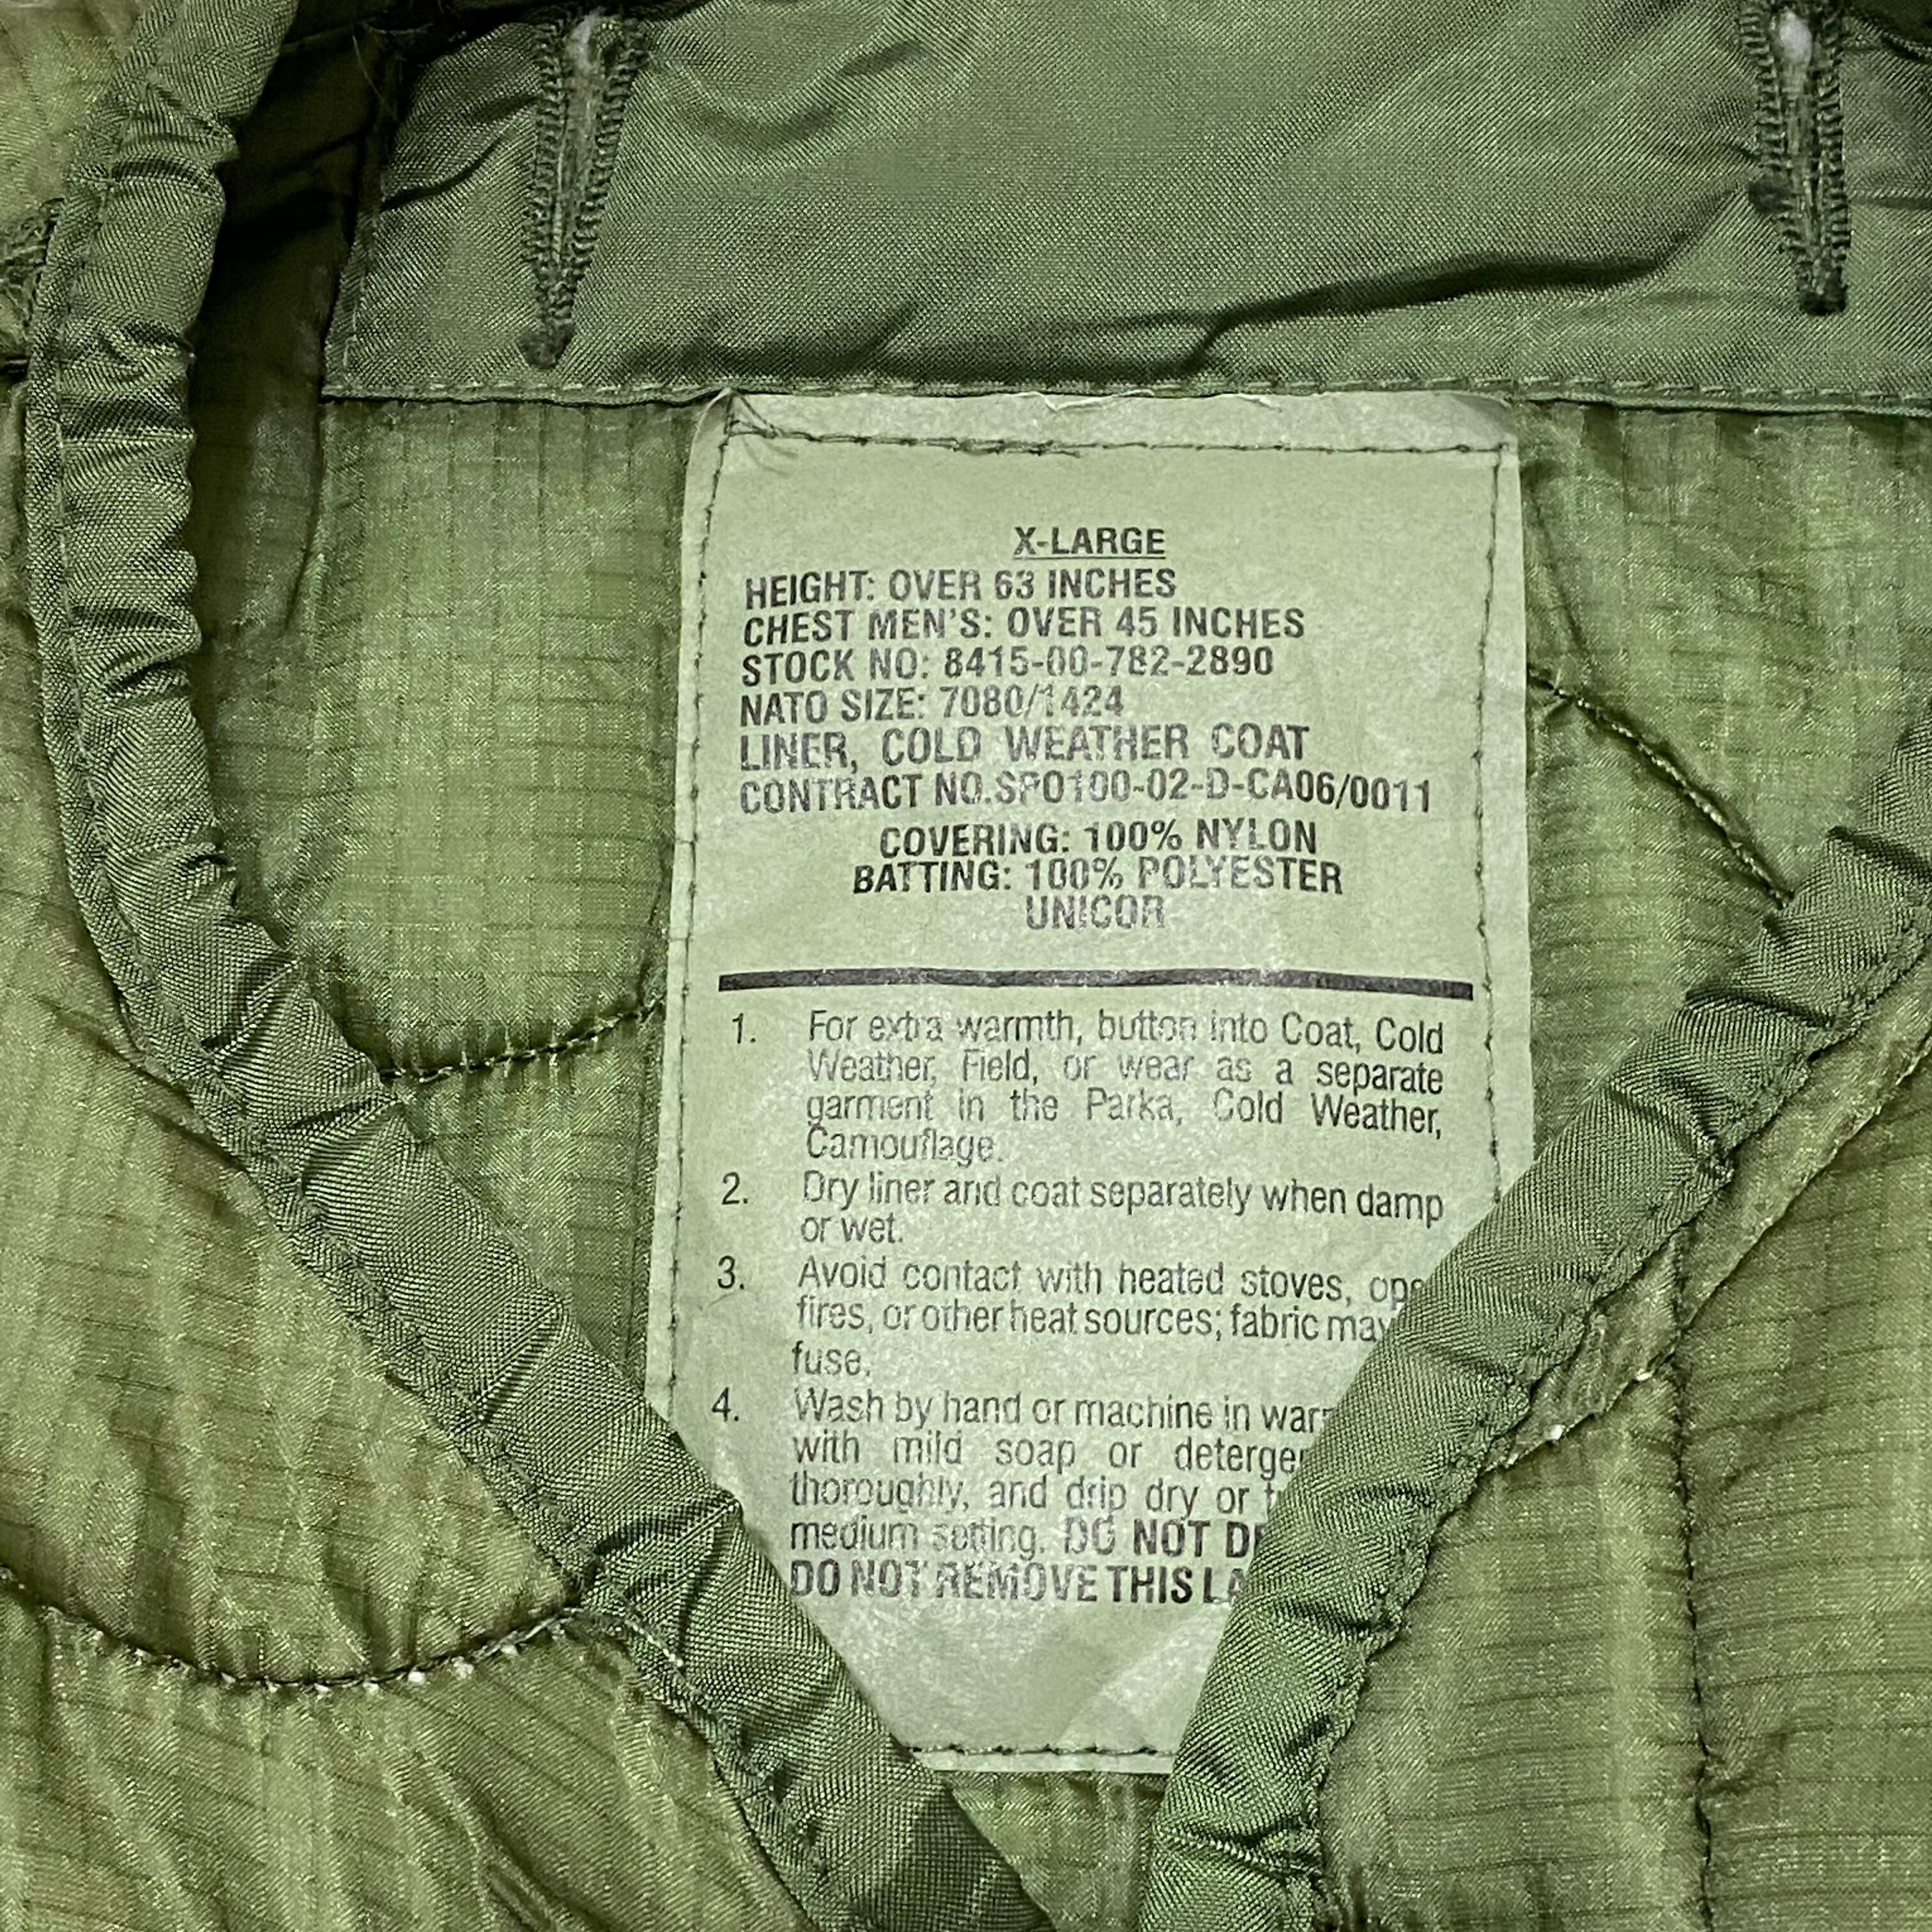 X-LARGE
HEIGHT: OVER 63 INCHES
CHEST MEN'S: OVER 45 INCHES
STOCK NO: 8415-00-782-2890
NATO SIZE: 7080/1424
LINER, COLD WEATHER COAT
CONTRACT NO.SPO100-02-D-CA06/0011
COVERING: 100% NYLON
BATTING: 100% POLYESTER
UNICOR
1. For extra warmth, button into Coat, Cold
Weather, Field, or wear as a separate
garment in the Parka, Cold Weather,
Camouflage.
2. Dry liner and coat separately when damp
or wet.
3. Avoid contact with heated stoves,
fires, or other heat sources; fabric may
fuse.
4. Wash by hand or machine in
with mild soap or
thoroughly, and drip dry or
medium setting. DO NOT
DO NOT REMOVE THIS